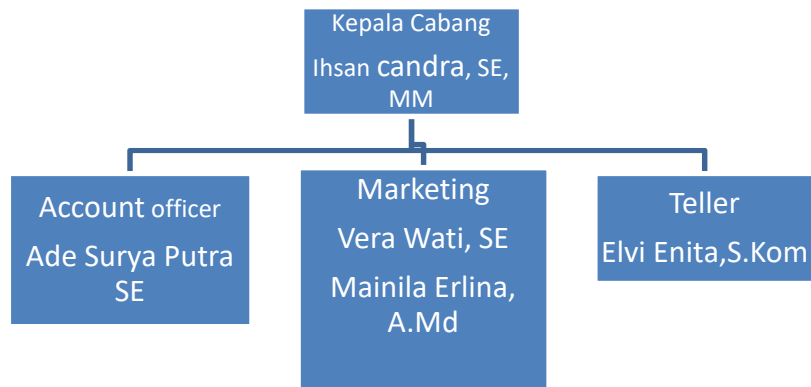 Kepala Cabang
Ihsan candra, SE,
MM
Account officer
Ade Surya Putra
SE
Marketing
Vera Wati, SE
Mainila Erlina,
A.Md
Teller
Elvi Enita,S.Kom